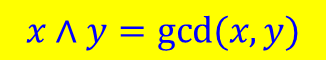 x ∧ y = gcd(x, y)